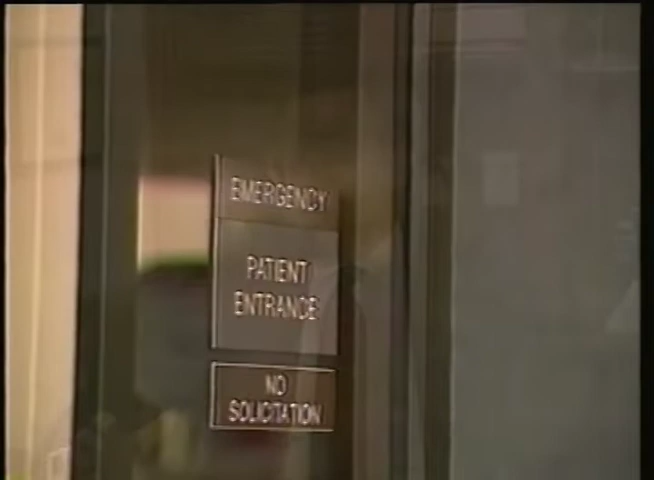 EMERGENCY
PATIENT
ENTRANCE
NO
SOLICITATION